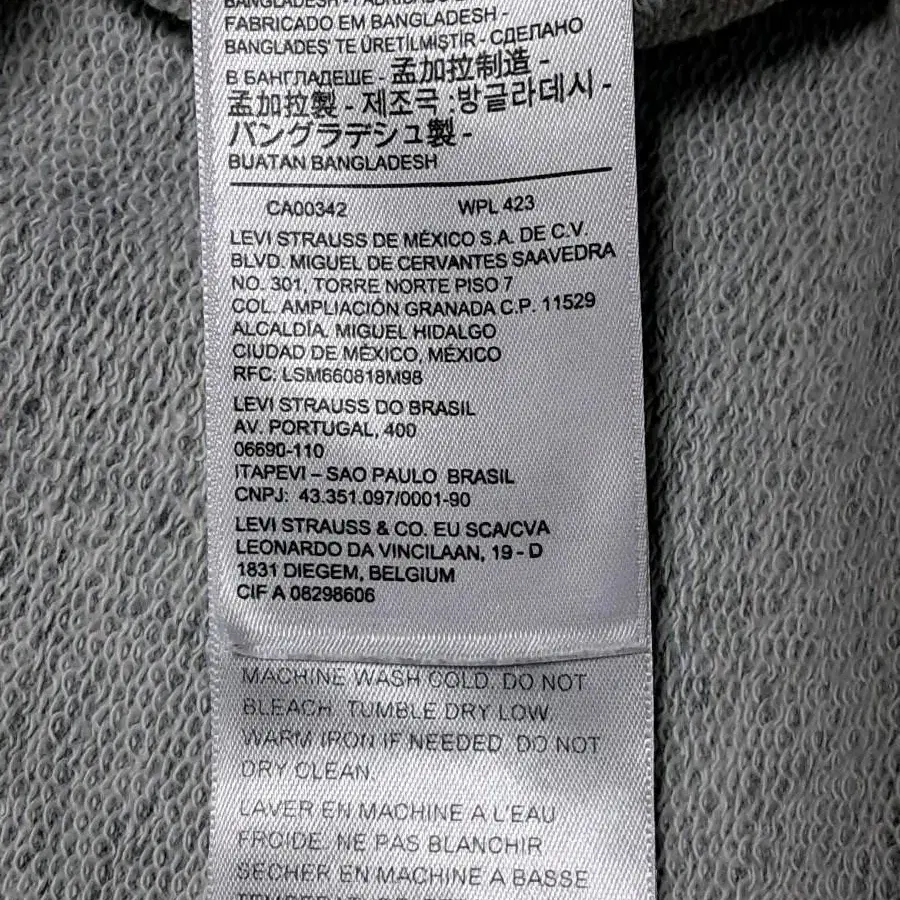 BANGLADESH - FABRICADO
FABRICADO EM BANGLADESH -
BANGLADEŞ' TE ÜRETİLMİŞTİR - СДЕЛАНО
В БАНГЛАДЕШЕ - 孟加拉制造 -
孟加拉製 - 제조국 :방글라데시 -
バングラデシュ製 -
BUATAN BANGLADESH
CA00342 WPL 423
LEVI STRAUSS DE MÉXICO S.A. DE C.V.
BLVD. MIGUEL DE CERVANTES SAAVEDRA
NO. 301, TORRE NORTE PISO 7
COL. AMPLIACIÓN GRANADA C.P. 11529
ALCALDÍA. MIGUEL HIDALGO
CIUDAD DE MÉXICO, MÉXICO
RFC: LSM660818M98
LEVI STRAUSS DO BRASIL
AV. PORTUGAL, 400
06690-110
ITAPEVI – SAO PAULO BRASIL
CNPJ: 43.351.097/0001-90
LEVI STRAUSS & CO. EU SCA/CVA
LEONARDO DA VINCILAAN, 19 - D
1831 DIEGEM, BELGIUM
CIF A 08298606
MACHINE WASH COLD. DO NOT
BLEACH. TUMBLE DRY LOW.
WARM IRON IF NEEDED. DO NOT
DRY CLEAN.
LAVER EN MACHINE A L'EAU
FROIDE. NE PAS BLANCHIR
SECHER EN MACHINE A BASSE